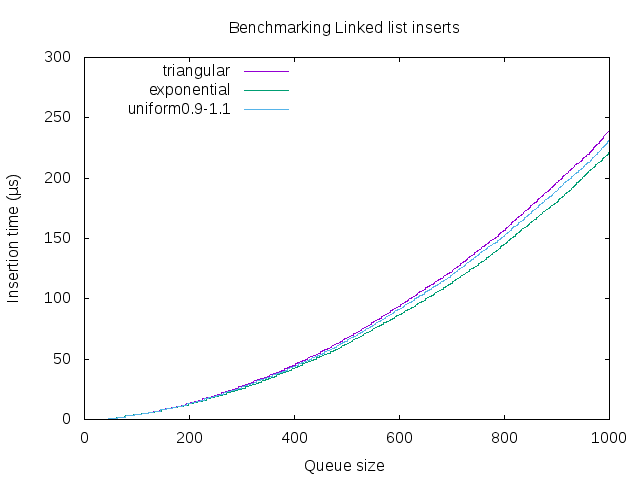 Benchmarking Linked list inserts
300
250
200
150
100
50
0
Insertion time (µs)
triangular
exponential
uniform0.9-1.1
0 200 400 600 800 1000
Queue size